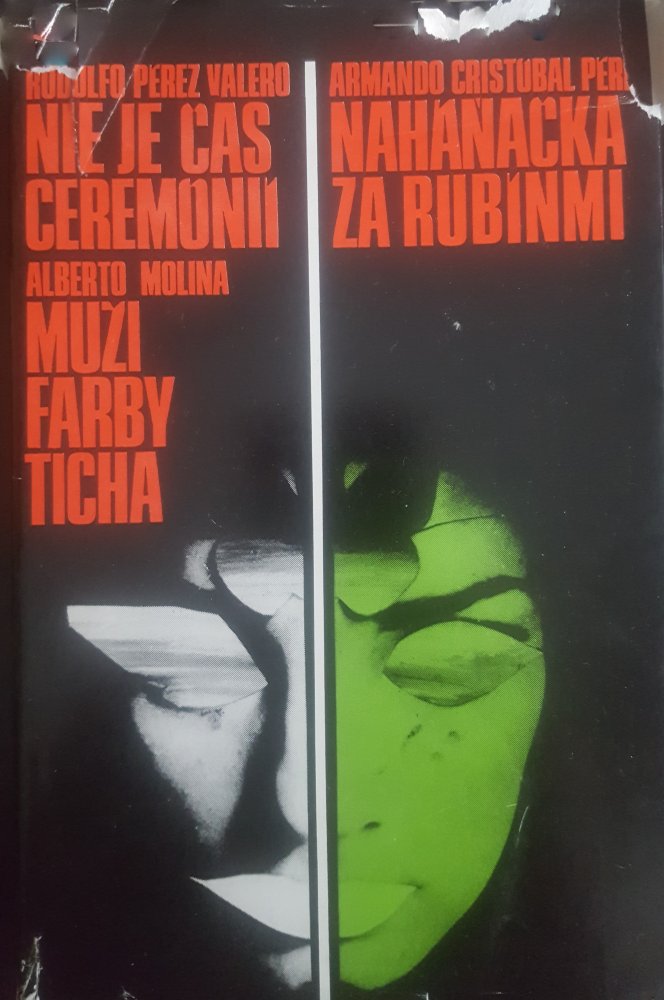 RODOLFO PÉREZ VALERO
NIE JE ČAS
CEREMÓNIÍ
ALBERTO MOLINA
MUŽI
FARBY
TICHA
ARMANDO CRISTÓBAL PÉR
NAHÁŇAČKA
ZA RUBÍNMI